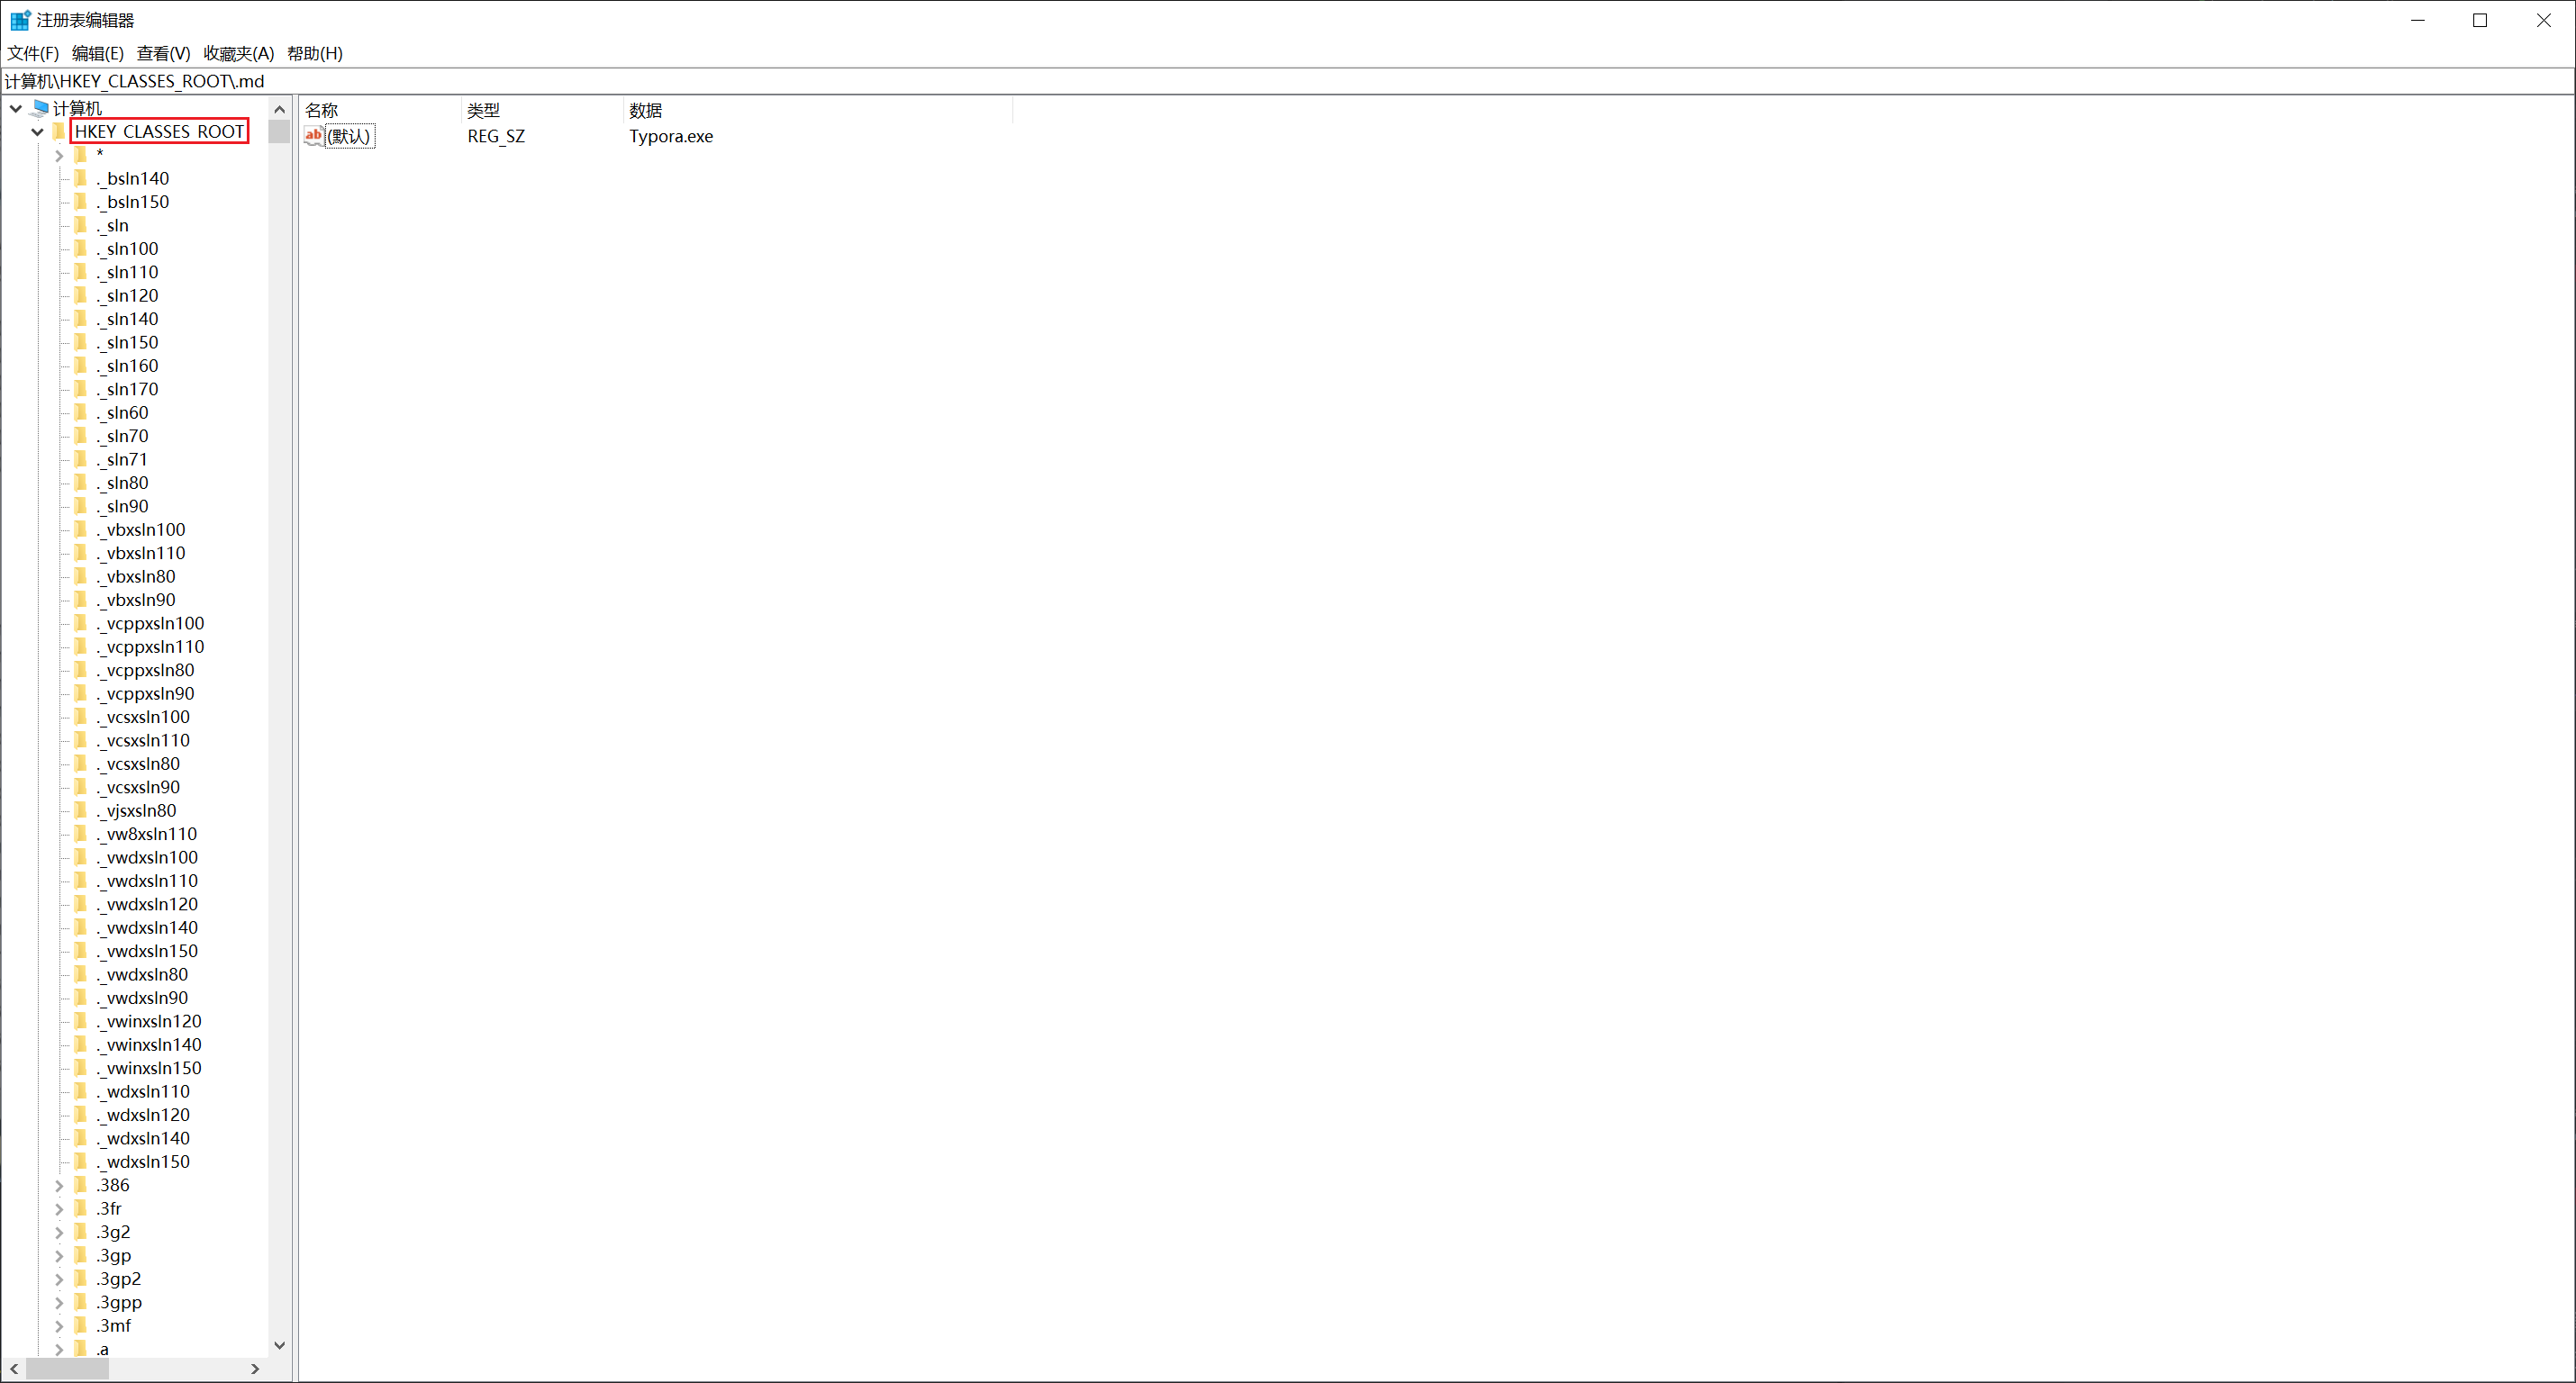 注册表编辑器
文件(F) 编辑(E) 查看(V) 收藏夹(A) 帮助(H)
计算机\HKEY_CLASSES_ROOT\.md
计算机
HKEY_CLASSES_ROOT
*
._bsln140
._bsln150
._sln
._sln100
._sln110
._sln120
._sln140
._sln150
._sln160
._sln170
._sln60
._sln70
._sln71
._sln80
._sln90
._vbxsln100
._vbxsln110
._vbxsln80
._vbxsln90
._vcppxsln100
._vcppxsln110
._vcppxsln80
._vcppxsln90
._vcsxsln100
._vcsxsln110
._vcsxsln80
._vcsxsln90
._vjsxsln80
._vw8xsln110
._vwdxsln100
._vwdxsln110
._vwdxsln120
._vwdxsln140
._vwdxsln150
._vwdxsln80
._vwdxsln90
._vwinxsln120
._vwinxsln140
._vwinxsln150
._wdxsln110
._wdxsln120
._wdxsln140
._wdxsln150
.386
.3fr
.3g2
.3gp
.3gp2
.3gpp
.3mf
.a
名称 类型 数据
ab (默认) REG_SZ Typora.exe